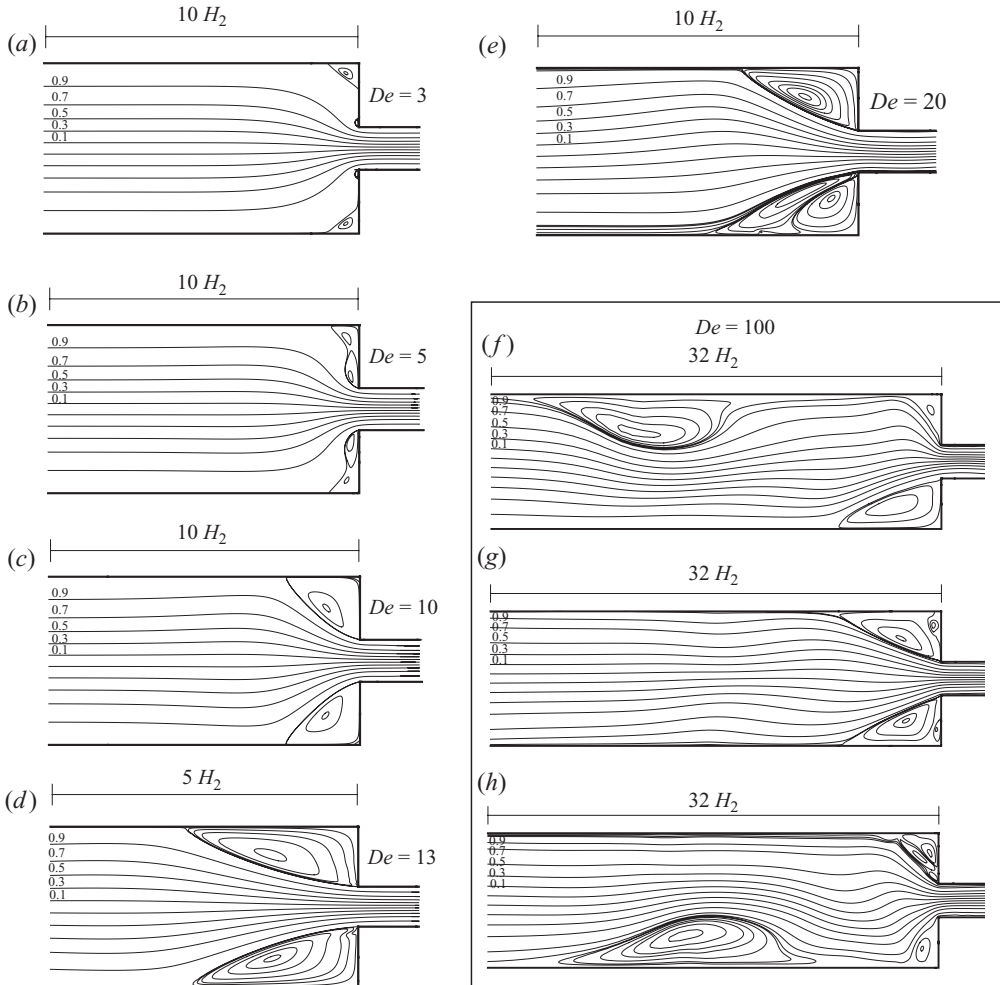 (a)
10 H₂
0.9
0.7
0.5
0.3
0.1
De = 3
(b)
10 H₂
0.9
0.7
0.5
0.3
0.1
De = 5
(c)
10 H₂
0.9
0.7
0.5
0.3
0.1
De = 10
(d)
5 H₂
0.9
0.7
0.5
0.3
0.1
De = 13
(e)
10 H₂
0.9
0.7
0.5
0.3
0.1
De = 20
De = 100
(f)
32 H₂
0.9
0.7
0.5
0.3
0.1
(g)
32 H₂
0.9
0.7
0.5
0.3
0.1
(h)
32 H₂
0.9
0.7
0.5
0.3
0.1